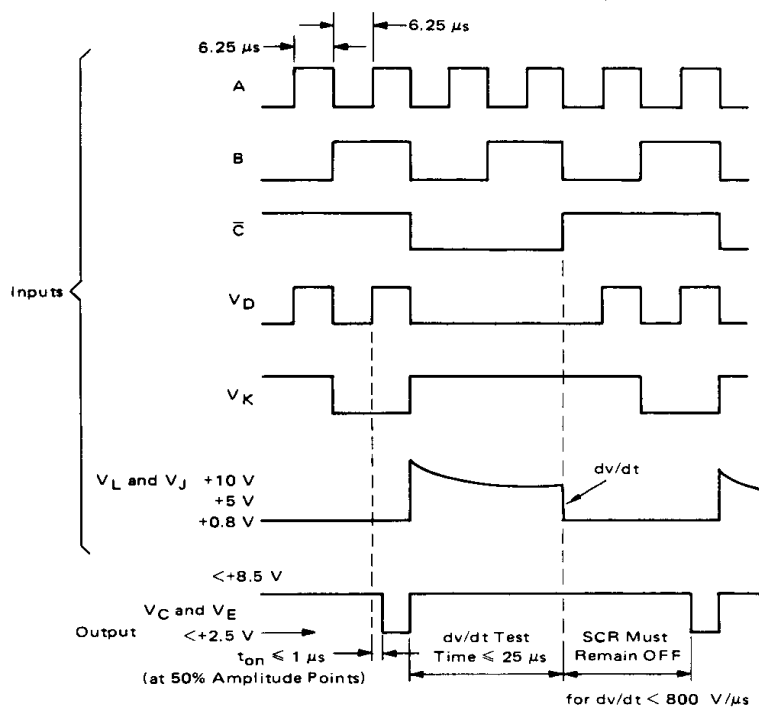 6.25 μs
6.25 μs
A
B
C̅
Inputs
V_D
V_K
V_L and V_J +10 V
+5 V
+0.8 V
dv/dt
<+8.5 V
V_C and V_E
Output
<+2.5 V
t_on ⩽ 1 μs
(at 50% Amplitude Points)
dv/dt Test
Time ⩽ 25 μs
SCR Must
Remain OFF
for dv/dt < 800 V/μs